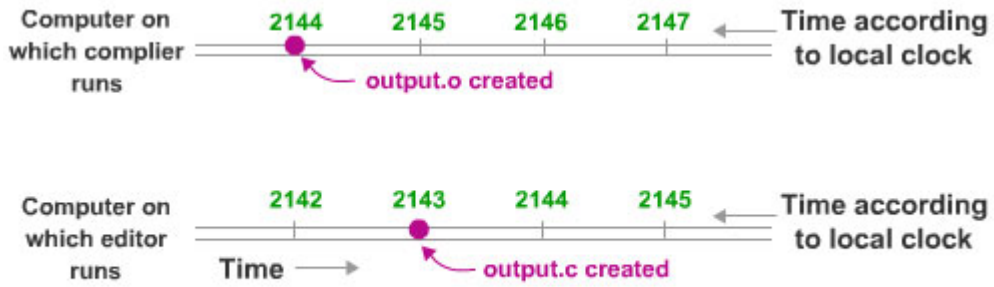 Computer on
which complier
runs
2144 2145 2146 2147
Time according
to local clock
output.o created
Computer on
which editor
runs
2142 2143 2144 2145
Time according
to local clock
Time
output.c created